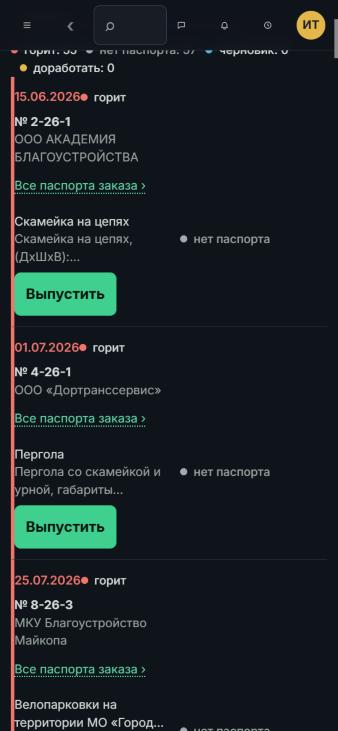 ИТ
горит: 35 нет паспорта: 57 черновик: 0
доработать: 0
15.06.2026 горит
№ 2-26-1
ООО АКАДЕМИЯ
БЛАГОУСТРОЙСТВА
Все паспорта заказа ›
Скамейка на цепях
Скамейка на цепях,
(ДхШхВ):...
нет паспорта
Выпустить
01.07.2026 горит
№ 4-26-1
ООО «Дортранссервис»
Все паспорта заказа ›
Пергола
Пергола со скамейкой и
урной, габариты...
нет паспорта
Выпустить
25.07.2026 горит
№ 8-26-3
МКУ Благоустройство
Майкопа
Все паспорта заказа ›
Велопарковки на
территории МО «Город...
нет паспорта